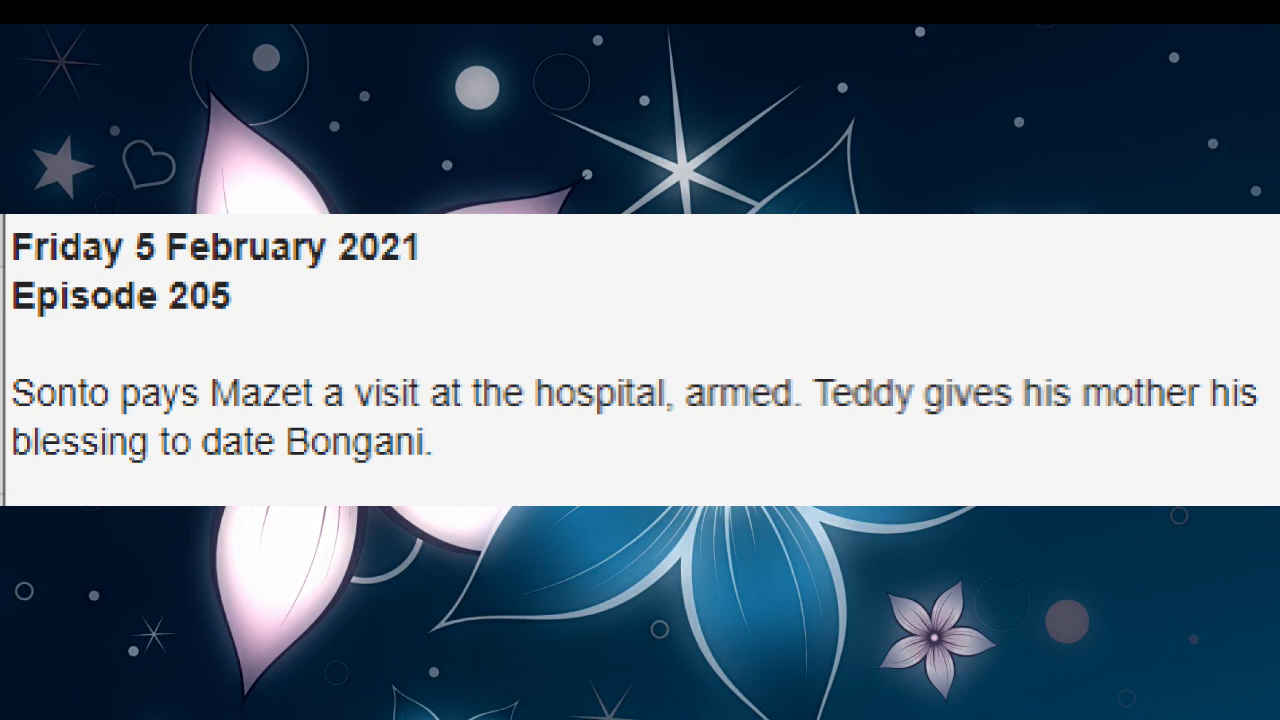 Friday 5 February 2021
Episode 205
Sonto pays Mazet a visit at the hospital, armed. Teddy gives his mother his
blessing to date Bongani.